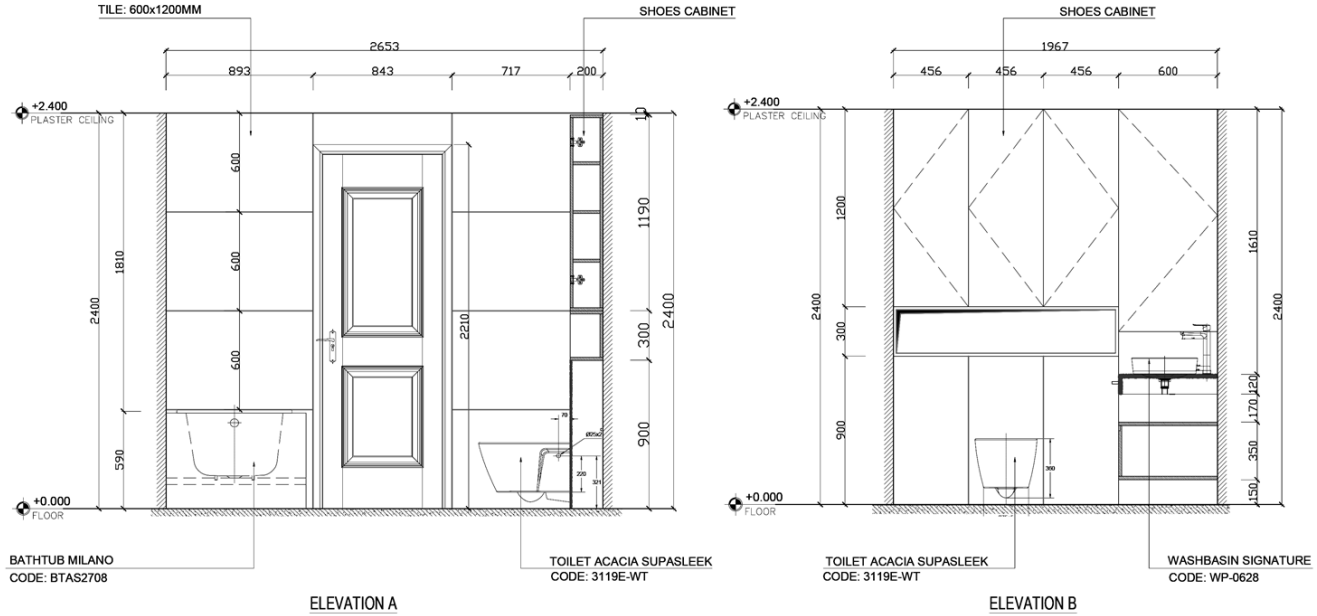 TILE: 600x1200MM
SHOES CABINET
SHOES CABINET
2653
1967
893 843 717 200
456 456 456 600
+2.400
PLASTER CEILING
+2.400
PLASTER CEILING
10
600
600
600
1190
1200
1610
1810
2400
2210
300
2400
2400
300
2400
590
900
900
70
220
321
350
120
170
350
150
+0.000
FLOOR
+0.000
FLOOR
BATHTUB MILANO
CODE: BTAS2708
TOILET ACACIA SUPASLEEK
CODE: 3119E-WT
TOILET ACACIA SUPASLEEK
CODE: 3119E-WT
WASHBASIN SIGNATURE
CODE: WP-0628
ELEVATION A
ELEVATION B